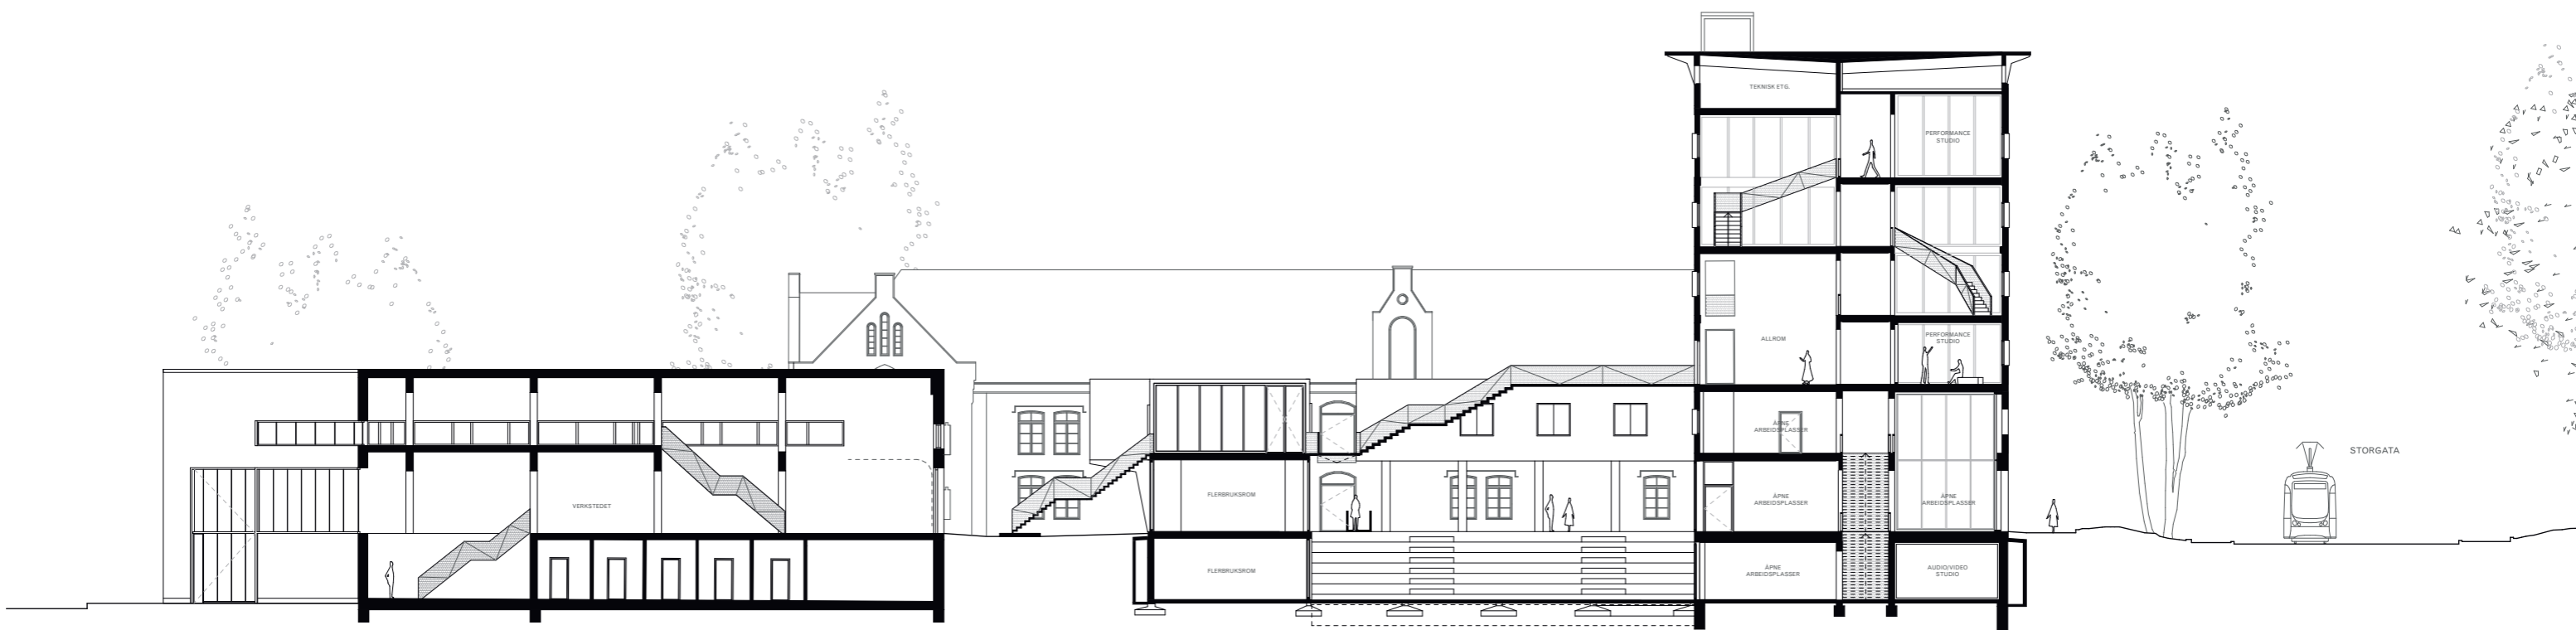 TEKNISK ETG.
PERFORMANCE
STUDIO
ALLROM
PERFORMANCE
STUDIO
ÅPNE
ARBEIDSPLASSER
STORGATA
VERKSTEDET
FLERBRUKSROM
ÅPNE
ARBEIDSPLASSER
ÅPNE
ARBEIDSPLASSER
FLERBRUKSROM
ÅPNE
ARBEIDSPLASSER
AUDIO/VIDEO
STUDIO